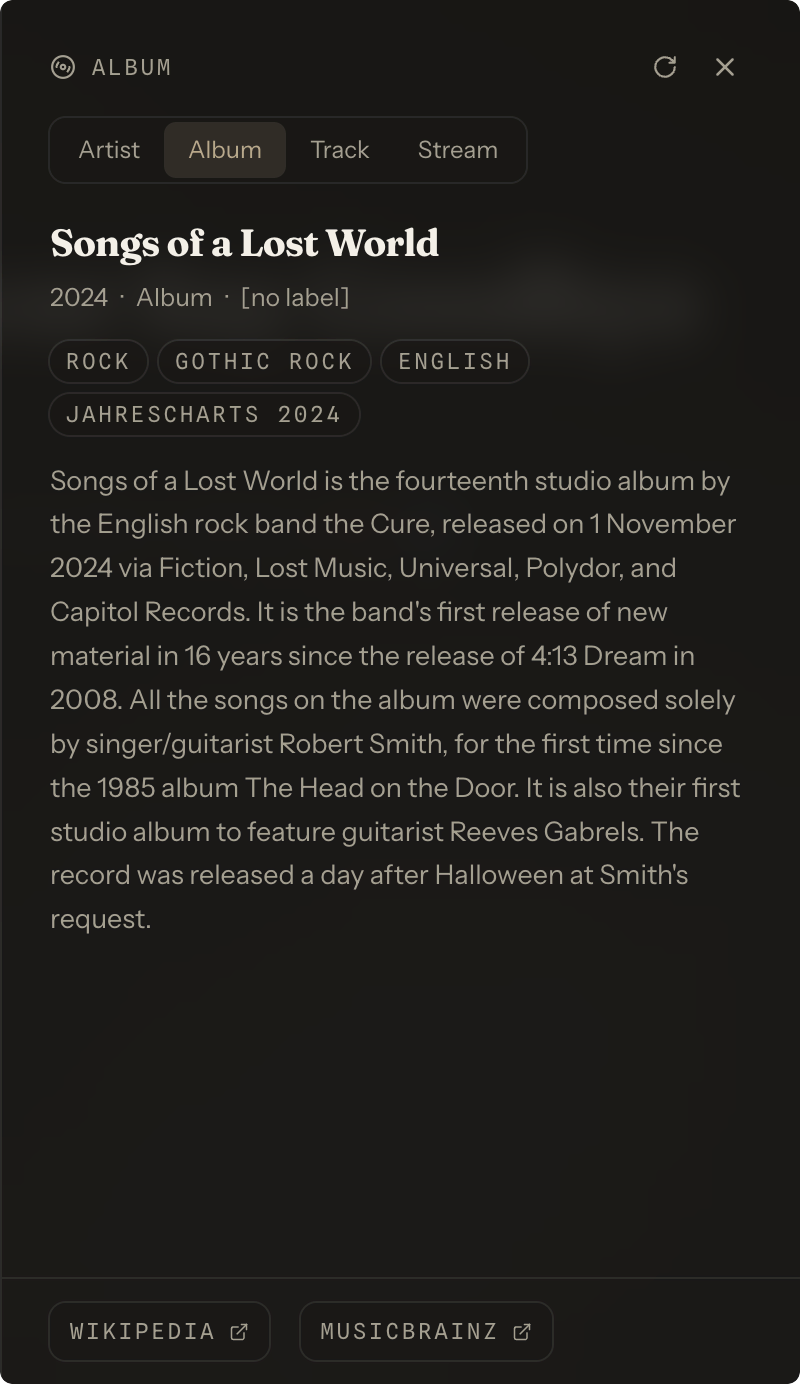 ALBUM
Artist Album Track Stream
Songs of a Lost World
2024 · Album · [no label]
ROCK GOTHIC ROCK ENGLISH
JAHRESCHARTS 2024
Songs of a Lost World is the fourteenth studio album by
the English rock band the Cure, released on 1 November
2024 via Fiction, Lost Music, Universal, Polydor, and
Capitol Records. It is the band's first release of new
material in 16 years since the release of 4:13 Dream in
2008. All the songs on the album were composed solely
by singer/guitarist Robert Smith, for the first time since
the 1985 album The Head on the Door. It is also their first
studio album to feature guitarist Reeves Gabrels. The
record was released a day after Halloween at Smith's
request.
WIKIPEDIA MUSICBRAINZ